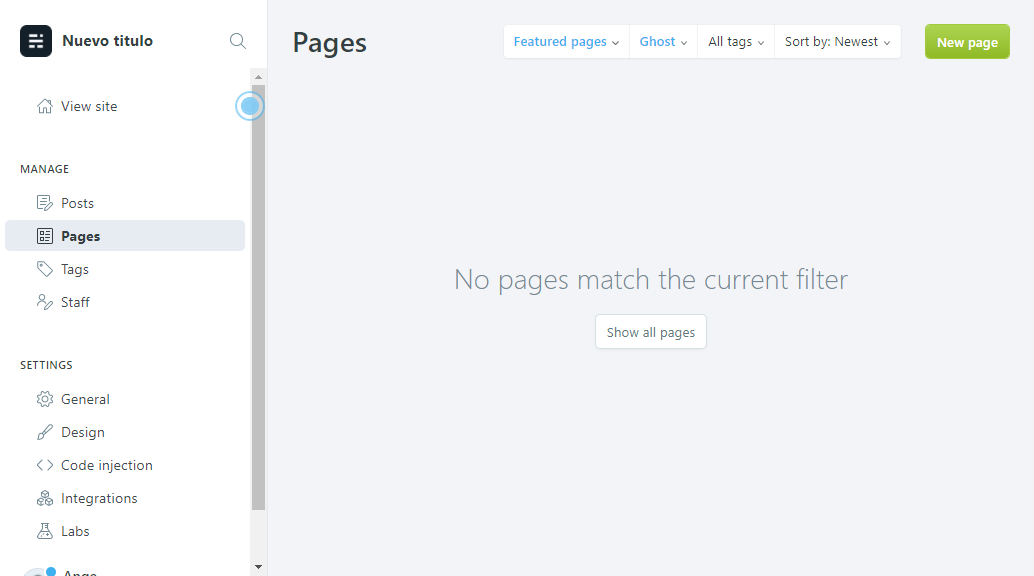 Nuevo titulo
View site
MANAGE
Posts
Pages
Tags
Staff
SETTINGS
General
Design
Code injection
Integrations
Labs
Pages
Featured pages
Ghost
All tags
Sort by: Newest
New page
No pages match the current filter
Show all pages